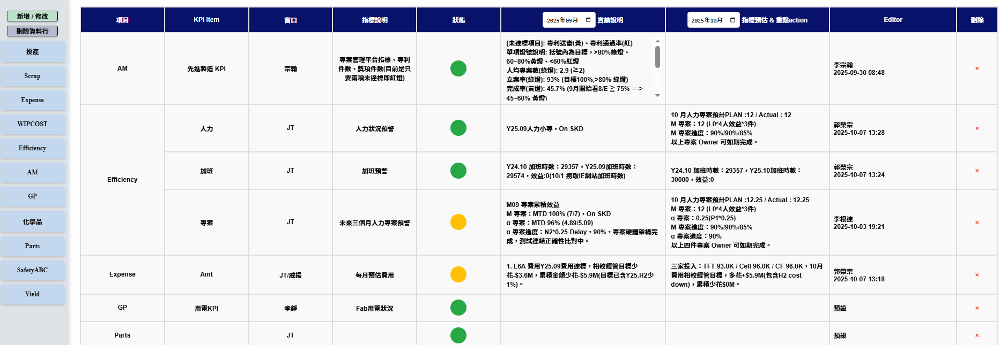 新增 / 修改
刪除資料行
投產
Scrap
Expense
WIPCOST
Efficiency
AM
GP
化學品
Parts
SafetyABC
Yield
項目
KPI Item
窗口
指標說明
狀態
2025年09月 實績說明
2025年10月 指標預估 & 重點action
Editor
刪除
AM
先進製造 KPI
宗翰
專案管理平台指標、專利
件數、獎項件數(目前是只
要兩項未達標即紅燈)
[未達標項目]: 專利送審(黃)、專利通過率(紅)
單項燈號說明: 括號內為目標，>80%綠燈、
60~80%黃燈、<60%紅燈
人均專案數(綠燈): 2.9 (≧2)
立案率(綠燈): 93% (目標100%,>80% 綠燈)
完成率(黃燈): 45.7% (9月開始看8/E ≧ 75% ==>
45~60% 黃燈)
李宗翰
2025-09-30 08:48
×
Efficiency
人力
JT
人力狀況預警
Y25.09人力小專，On SKD
10 月人力專案預計PLAN :12 / Actual : 12
M 專案：12 (L0*4人效益*3件)
M 專案進度：90%/90%/85%
以上專案 Owner 可如期完成。
郭榮宗
2025-10-07 13:28
×
加班
JT
加班預警
Y24.10 加班時數：29357，Y25.09加班時數：
29574，效益:0(10/1 撈取IE網站加班時數)
Y24.10 加班時數：29357，Y25.10加班時數：
30000，效益:0
郭榮宗
2025-10-07 13:24
×
專案
JT
未來三個月人力專案預警
M09 專案累積效益
M 專案：MTD 100% (7/7)，On SKD
α 專案：MTD 96% (4.89/5.09)
α 專案進度：N2*0.25-Delay，90%，專案硬體架構完
成，測試連結正確性比對中。
10 月人力專案預計PLAN :12.25 / Actual : 12.25
M 專案：12 (L0*4人效益*3件)
α 專案：0.25(P1*0.25)
M 專案進度：90%/90%/85%
α 專案進度：90%
以上四件專案 Owner 可如期完成。
李根達
2025-10-03 19:21
×
Expense
Amt
JT/威揚
每月預估費用
1. L6A 費用Y25.09費用達標，相較經管目標少
花-$3.6M，累積金額少花-$5.9M(目標已含Y25.H2少
1%)。
三家投入：TFT 93.0K / Cell 96.0K / CF 96.0K，10月
費用相較經管目標，多花+$5.9M(包含H2 cost
down)，累積少花$0M。
郭榮宗
2025-10-07 13:18
×
GP
用電KPI
孝錚
Fab用電狀況
預設
×
Parts
JT
預設
×